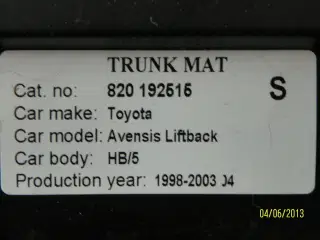 TRUNK MAT
Cat. no: 820 192515 S
Car make: Toyota
Car model: Avensis Liftback
Car body: HB/5
Production year: 1998-2003 J4
04/06/2013